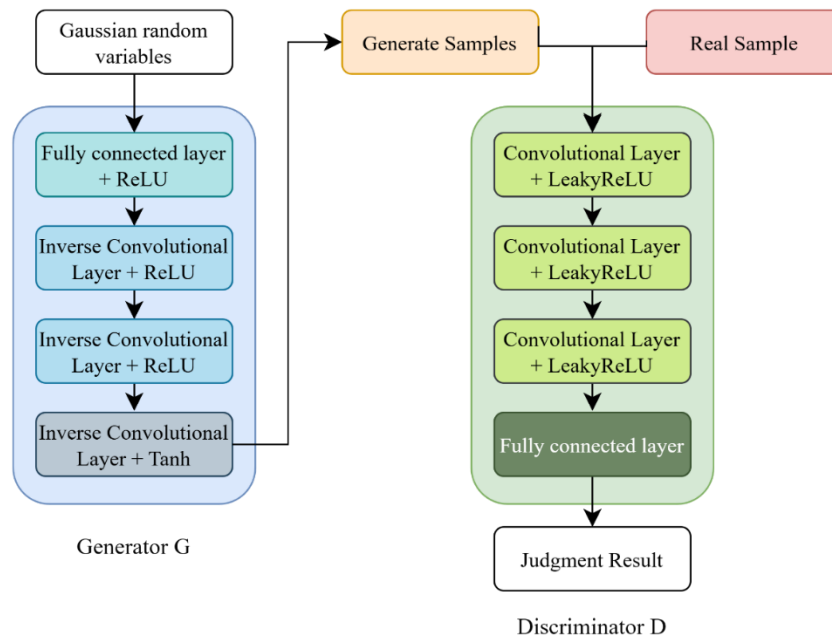 Gaussian random
variables
Fully connected layer
+ ReLU
Inverse Convolutional
Layer + ReLU
Inverse Convolutional
Layer + ReLU
Inverse Convolutional
Layer + Tanh
Generator G
Generate Samples
Real Sample
Convolutional Layer
+ LeakyReLU
Convolutional Layer
+ LeakyReLU
Convolutional Layer
+ LeakyReLU
Fully connected layer
Judgment Result
Discriminator D